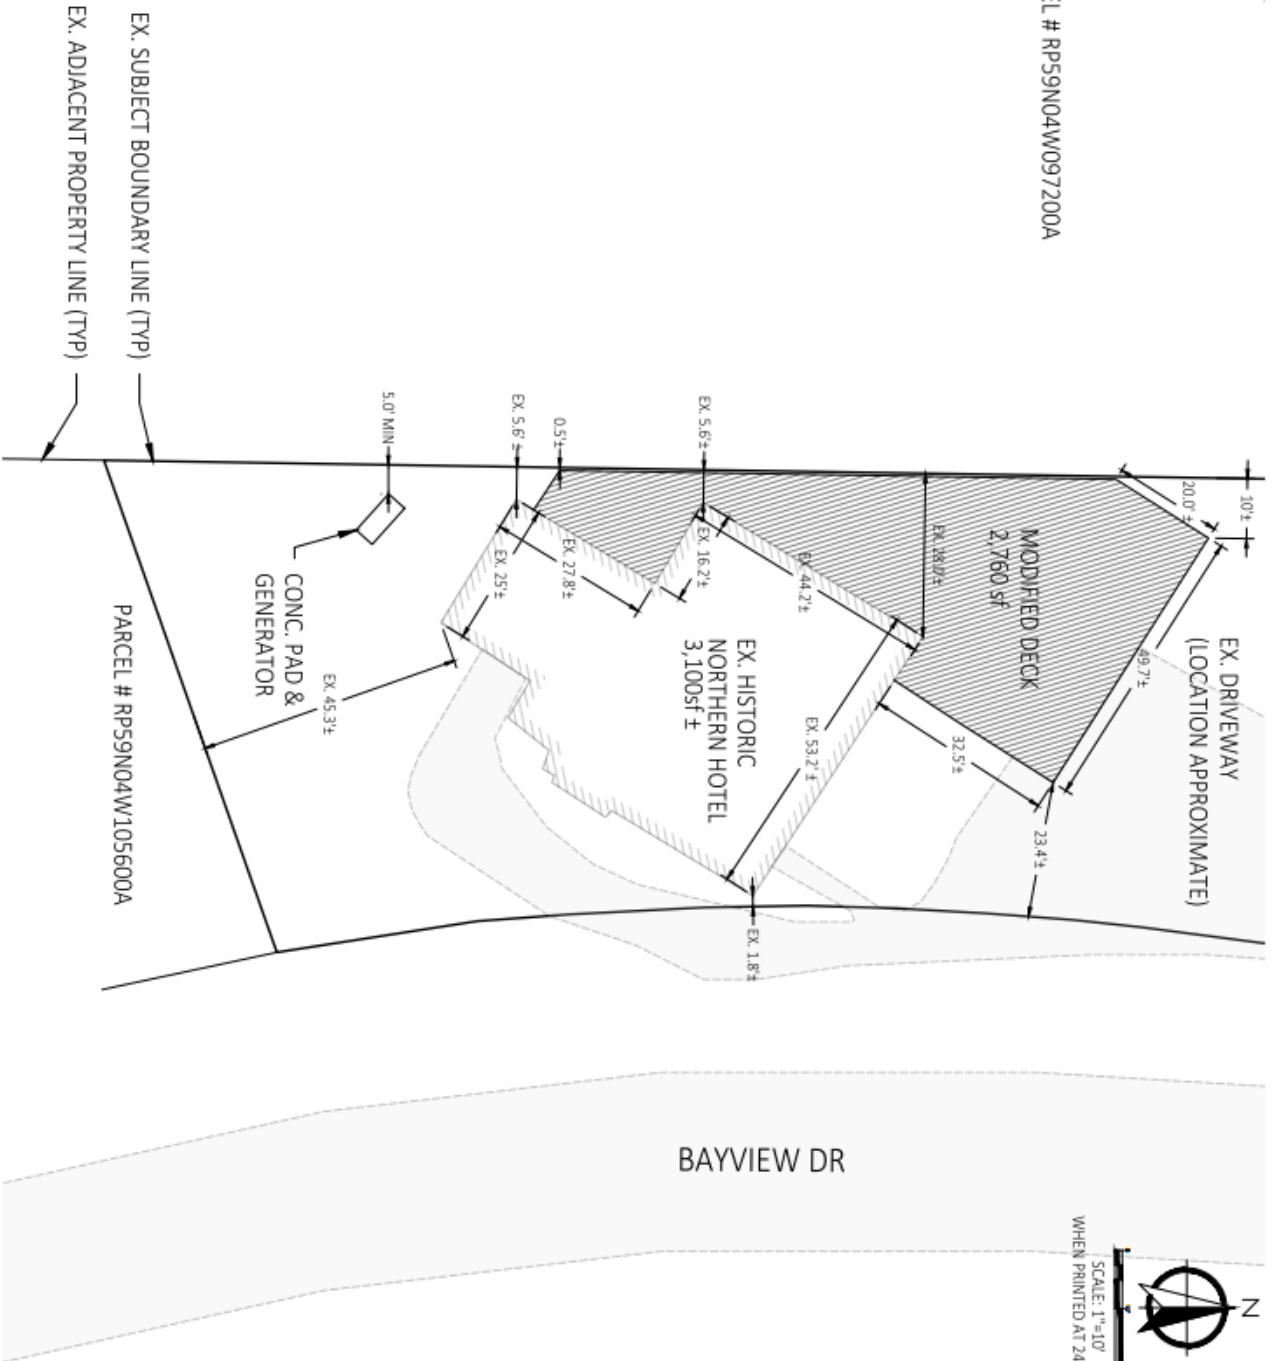 EL # RP59N04W097200A
EX. SUBJECT BOUNDARY LINE (TYP)
EX. ADJACENT PROPERTY LINE (TYP)
5.0' MIN
EX. 5.6' ±
0.5'±
EX. 5.6'±
EX. 28.0'±
20.0' ±
10'±
MODIFIED DECK
2,760 sf
EX. DRIVEWAY
(LOCATION APPROXIMATE)
49.7'±
32.5'±
23.4'±
EX. 16.2'±
EX. 44.2'±
EX. 27.8'±
EX. 25'±
EX. HISTORIC
NORTHERN HOTEL
3,100sf ±
EX. 53.2'±
CONC. PAD &
GENERATOR
EX. 45.3'±
PARCEL # RP59N04W105600A
EX. 1.8'±
BAYVIEW DR
N
SCALE: 1"=10'
WHEN PRINTED AT 24